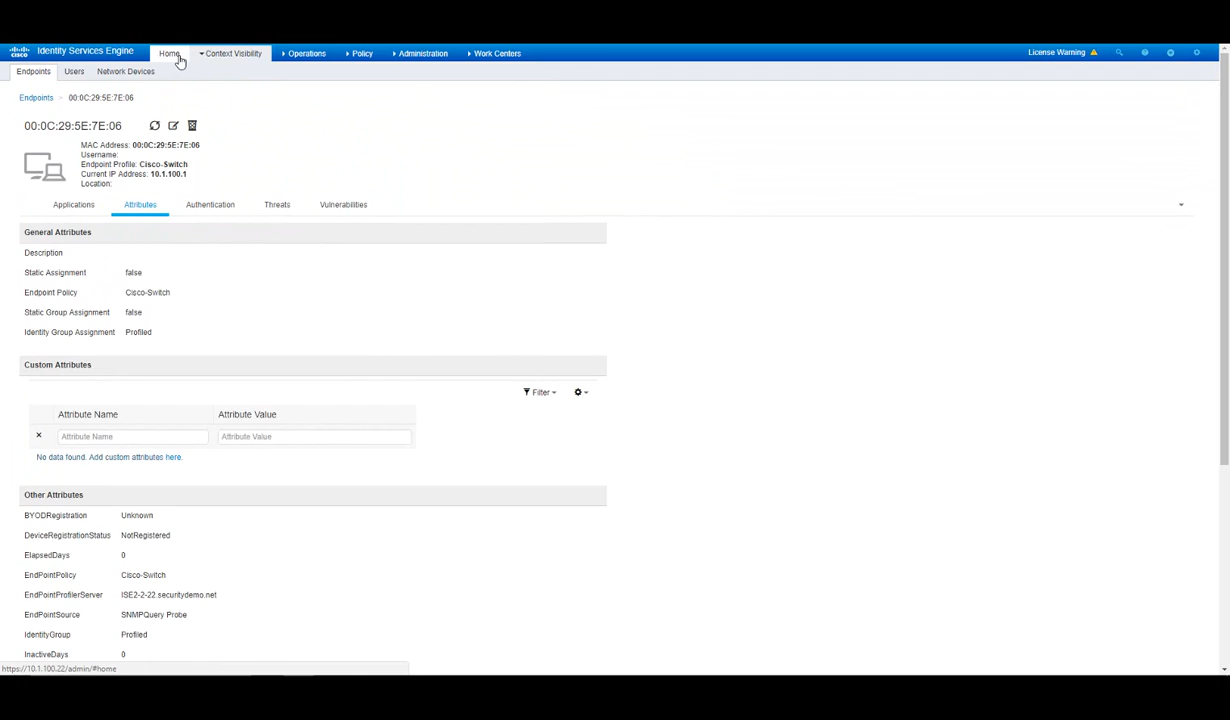 cisco Identity Services Engine Home Context Visibility Operations Policy Administration Work Centers License Warning
Endpoints Users Network Devices
Endpoints > 00:0C:29:5E:7E:06
00:0C:29:5E:7E:06
MAC Address: 00:0C:29:5E:7E:06
Username:
Endpoint Profile: Cisco-Switch
Current IP Address: 10.1.100.1
Location:
Applications Attributes Authentication Threats Vulnerabilities
General Attributes
Description
Static Assignment false
Endpoint Policy Cisco-Switch
Static Group Assignment false
Identity Group Assignment Profiled
Custom Attributes
Filter
Attribute Name Attribute Value
× Attribute Name Attribute Value
No data found. Add custom attributes here.
Other Attributes
BYODRegistration Unknown
DeviceRegistrationStatus NotRegistered
ElapsedDays 0
EndPointPolicy Cisco-Switch
EndPointProfilerServer ISE2-2-22.securitydemo.net
EndPointSource SNMPQuery Probe
IdentityGroup Profiled
InactiveDays 0
https://10.1.100.22/admin/#home